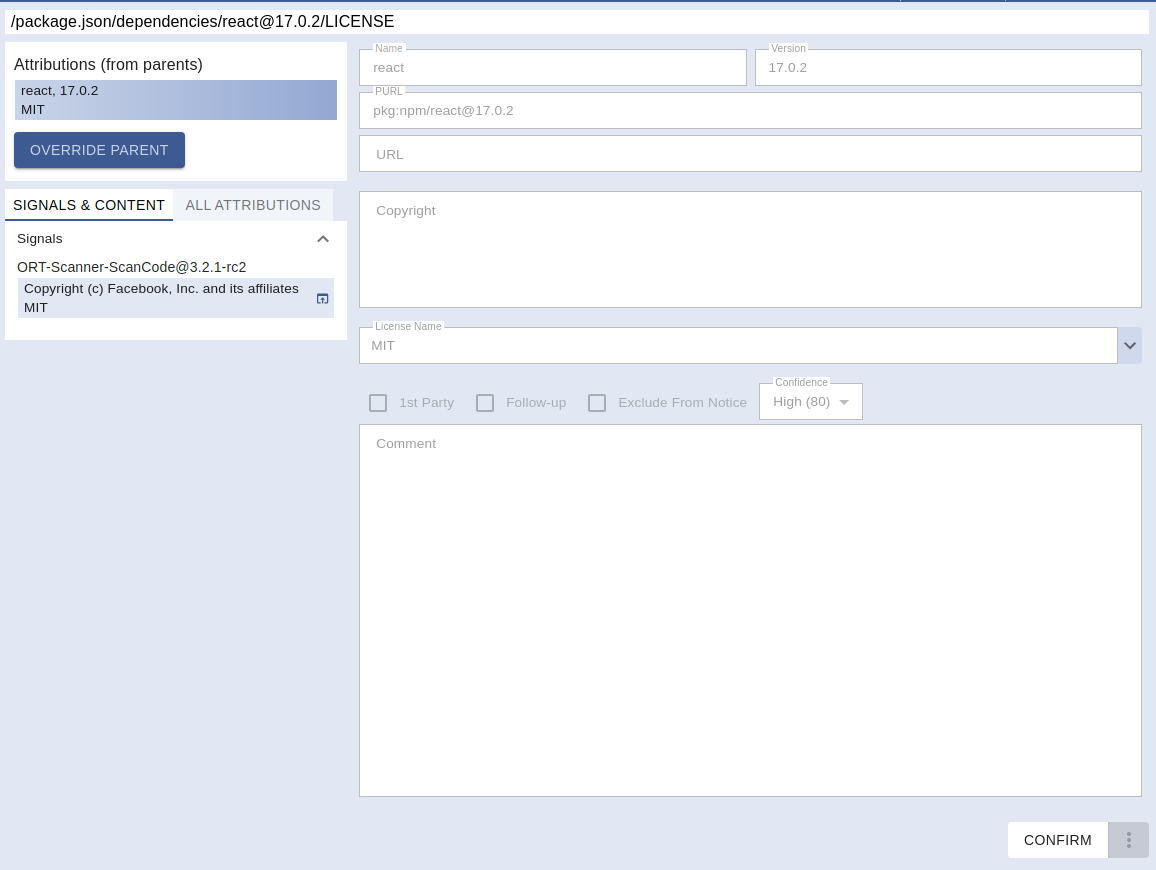 /package.json/dependencies/react@17.0.2/LICENSE
Attributions (from parents)
react, 17.0.2
MIT
OVERRIDE PARENT
SIGNALS & CONTENT
ALL ATTRIBUTIONS
Signals
ORT-Scanner-ScanCode@3.2.1-rc2
Copyright (c) Facebook, Inc. and its affiliates
MIT
Name
react
Version
17.0.2
PURL
pkg:npm/react@17.0.2
URL
Copyright
License Name
MIT
1st Party
Follow-up
Exclude From Notice
Confidence
High (80)
Comment
CONFIRM